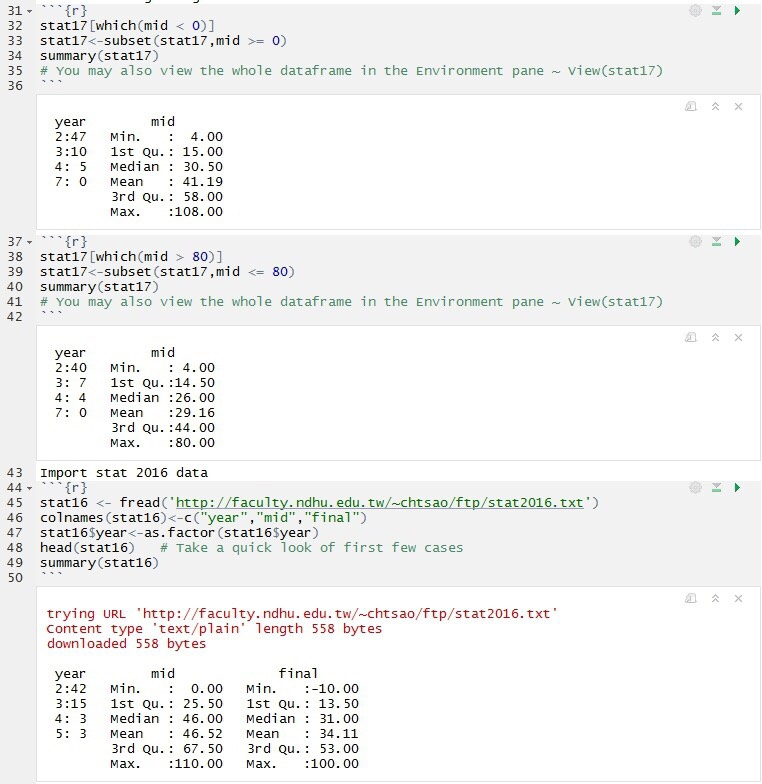 31 ```{r}
32 stat17[which(mid < 0)]
33 stat17<-subset(stat17,mid >= 0)
34 summary(stat17)
35 # You may also view the whole dataframe in the Environment pane ~ View(stat17)
36 ```
year mid
2:47 Min. : 4.00
3:10 1st Qu.: 15.00
4: 5 Median : 30.50
7: 0 Mean : 41.19
3rd Qu.: 58.00
Max. :108.00
37 ```{r}
38 stat17[which(mid > 80)]
39 stat17<-subset(stat17,mid <= 80)
40 summary(stat17)
41 # You may also view the whole dataframe in the Environment pane ~ View(stat17)
42 ```
year mid
2:40 Min. : 4.00
3: 7 1st Qu.:14.50
4: 4 Median :26.00
7: 0 Mean :29.16
3rd Qu.:44.00
Max. :80.00
43 Import stat 2016 data
44 ```{r}
45 stat16 <- fread('http://faculty.ndhu.edu.tw/~chtsao/ftp/stat2016.txt')
46 colnames(stat16)<-c("year","mid","final")
47 stat16$year<-as.factor(stat16$year)
48 head(stat16) # Take a quick look of first few cases
49 summary(stat16)
50 ```
trying URL 'http://faculty.ndhu.edu.tw/~chtsao/ftp/stat2016.txt'
Content type 'text/plain' length 558 bytes
downloaded 558 bytes
year mid final
2:42 Min. : 0.00 Min. :-10.00
3:15 1st Qu.: 25.50 1st Qu.: 13.50
4: 3 Median : 46.00 Median : 31.00
5: 3 Mean : 46.52 Mean : 34.11
3rd Qu.: 67.50 3rd Qu.: 53.00
Max. :110.00 Max. :100.00